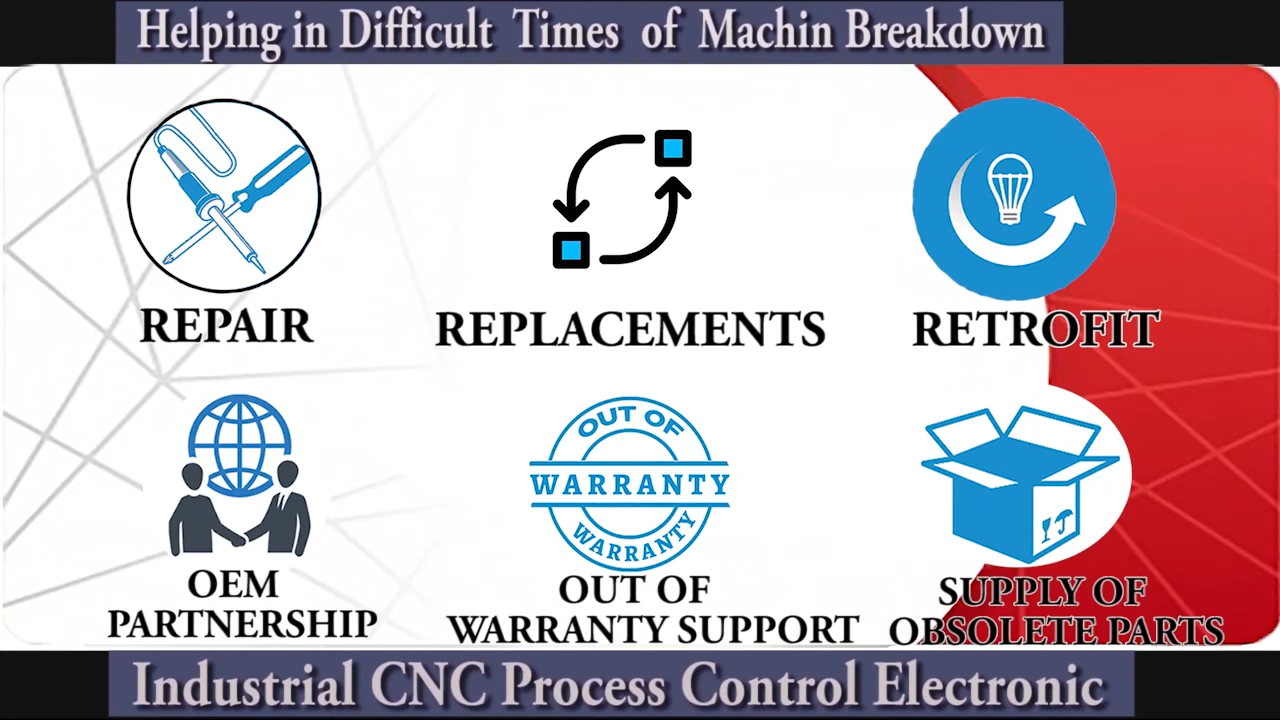 Helping in Difficult Times of Machin Breakdown
REPAIR
REPLACEMENTS
RETROFIT
OUT OF
WARRANTY
WARRANTY
OEM
PARTNERSHIP
OUT OF
WARRANTY SUPPORT
SUPPLY OF
OBSOLETE PARTS
Industrial CNC Process Control Electronic